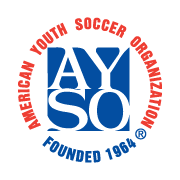 AMERICAN YOUTH SOCCER ORGANIZATION
AY
SO
FOUNDED 1964 ®